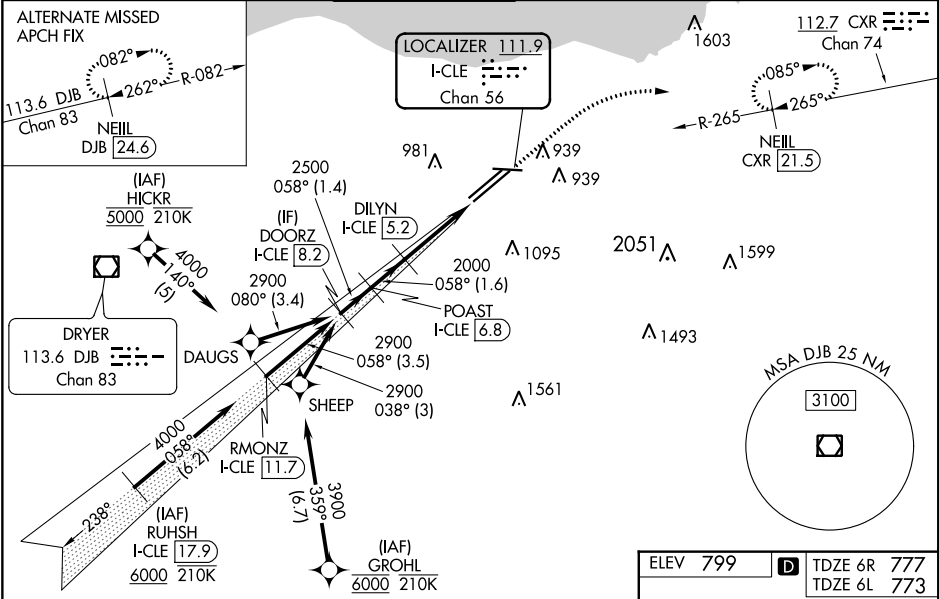 ALTERNATE MISSED
APCH FIX
082°
262°
R-082
113.6 DJB
Chan 83
NEIIL
DJB 24.6
LOCALIZER 111.9
I-CLE
Chan 56
1603
112.7 CXR
Chan 74
085°
265°
R-265
NEIIL
CXR 21.5
981
939
939
(IAF)
HICKR
5000 210K
4000
140°
(5)
2500
058° (1.4)
(IF)
DOORZ
I-CLE 8.2
DILYN
I-CLE 5.2
2900
080° (3.4)
1095
2051
1599
2000
058° (1.6)
POAST
I-CLE 6.8
DRYER
113.6 DJB
Chan 83
DAUGS
2900
058° (3.5)
1493
2900
038° (3)
SHEEP
1561
MSA DJB 25 NM
3100
4000
058°
(6.2)
RMONZ
I-CLE 11.7
238°
(IAF)
RUHSH
I-CLE 17.9
6000 210K
3900
359°
(6.7)
(IAF)
GROHL
6000 210K
ELEV 799
D
TDZE 6R 777
TDZE 6L 773